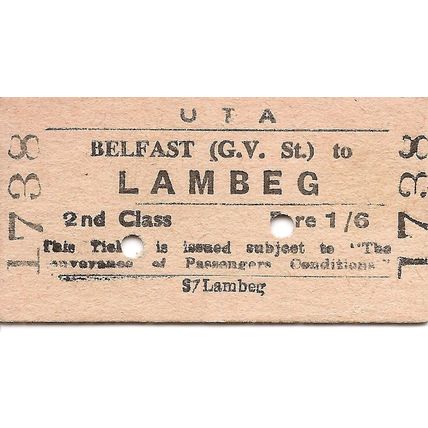 U T A
BELFAST (G.V. St.) to
LAMBEG
2nd Class Fare 1/6
This Ticket is issued subject to "The
Conveyance of Passengers Conditions"
S/Lambeg
1738
1738